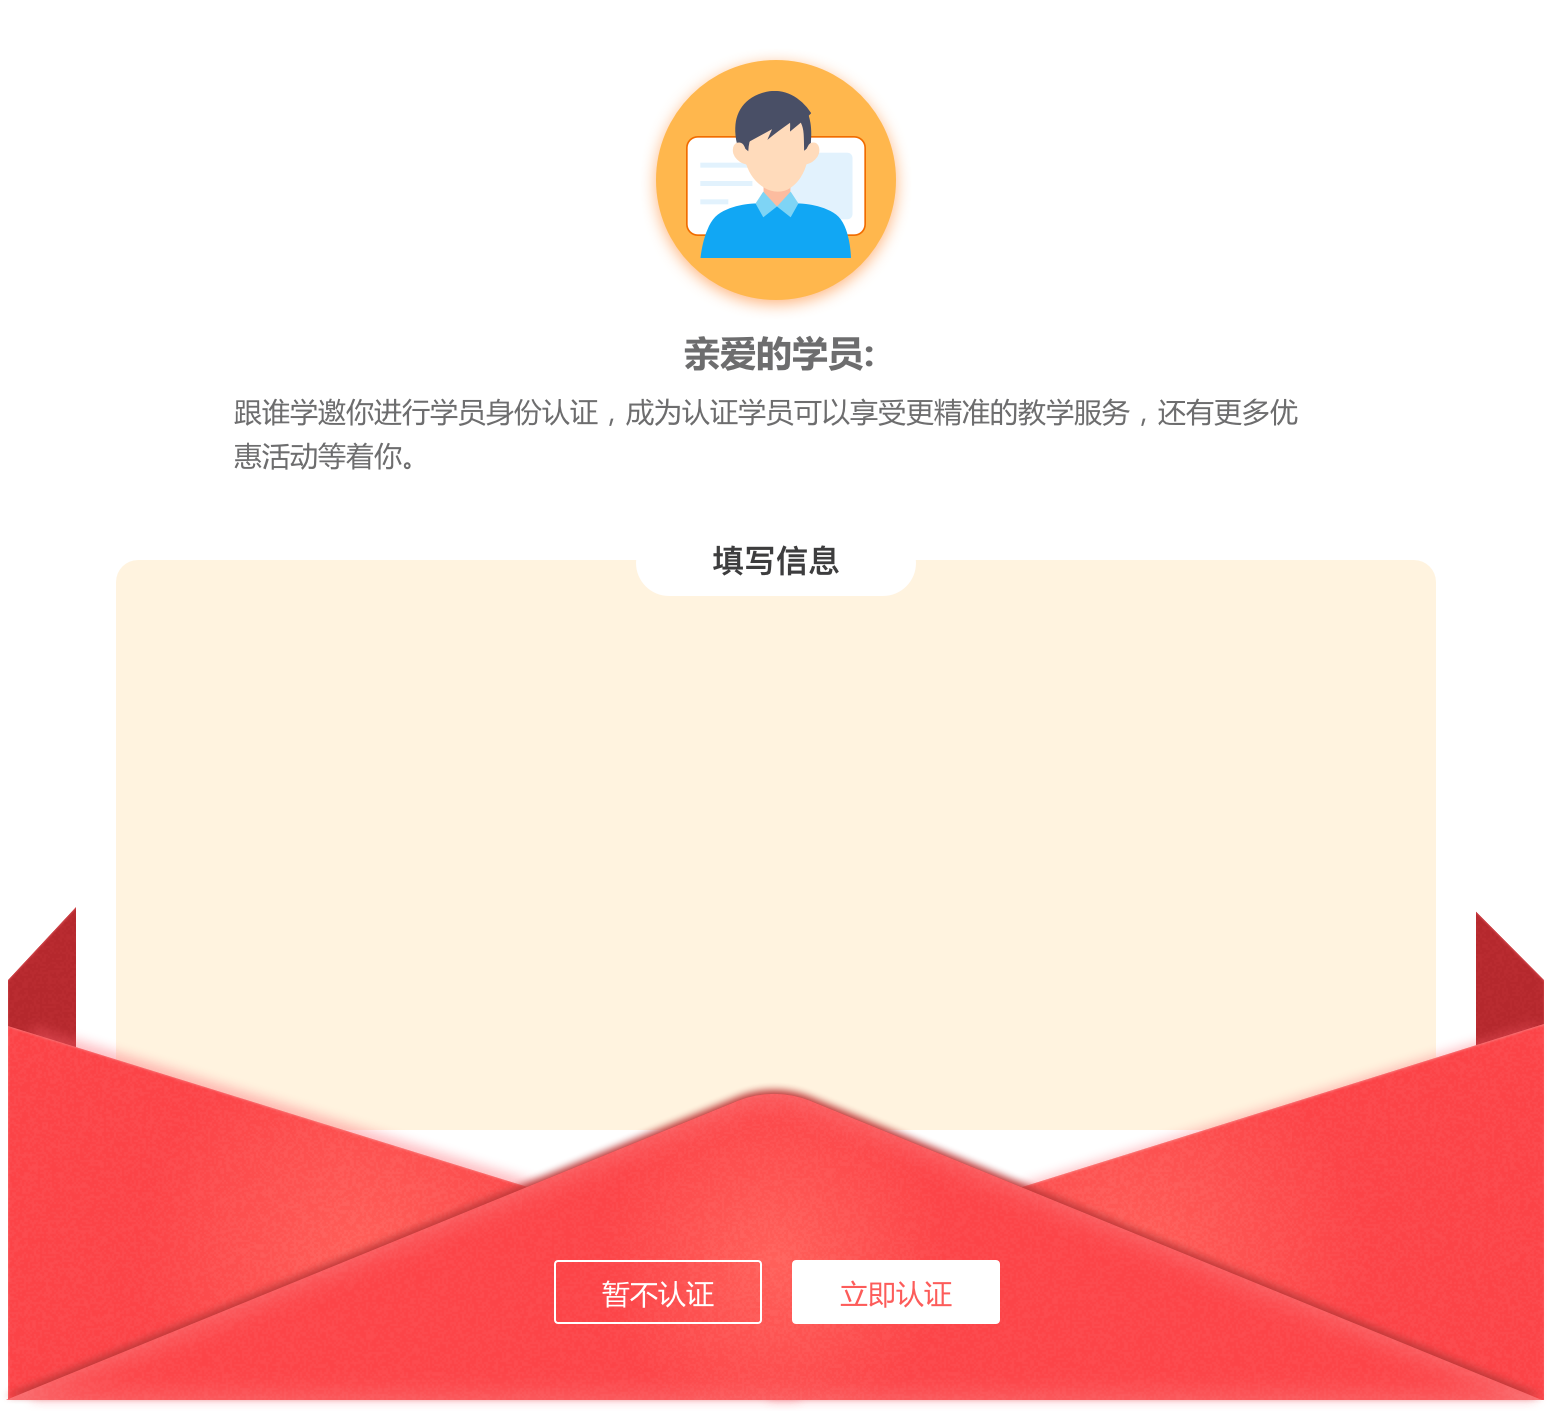 亲爱的学员:
跟谁学邀你进行学员身份认证，成为认证学员可以享受更精准的教学服务，还有更多优
惠活动等着你。
填写信息
暂不认证
立即认证